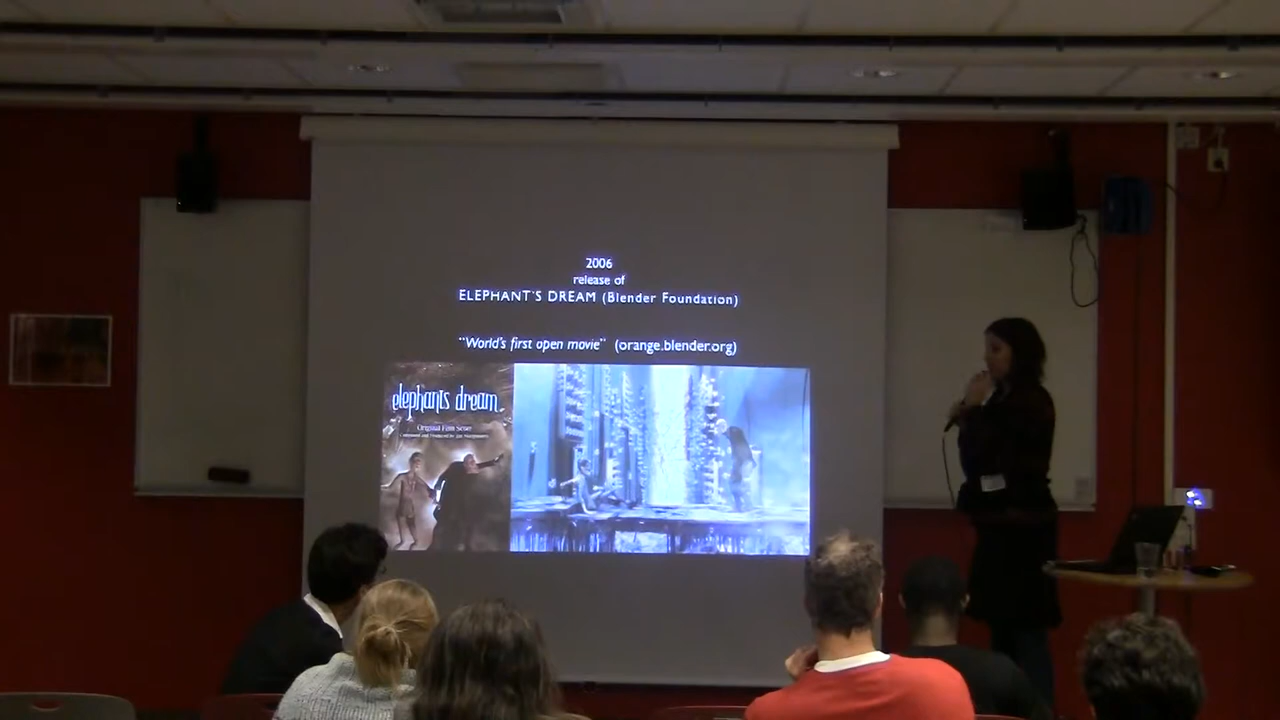 2006
release of
ELEPHANT'S DREAM (Blender Foundation)
"World's first open movie" (orange.blender.org)
elephants dream
Original Film Score